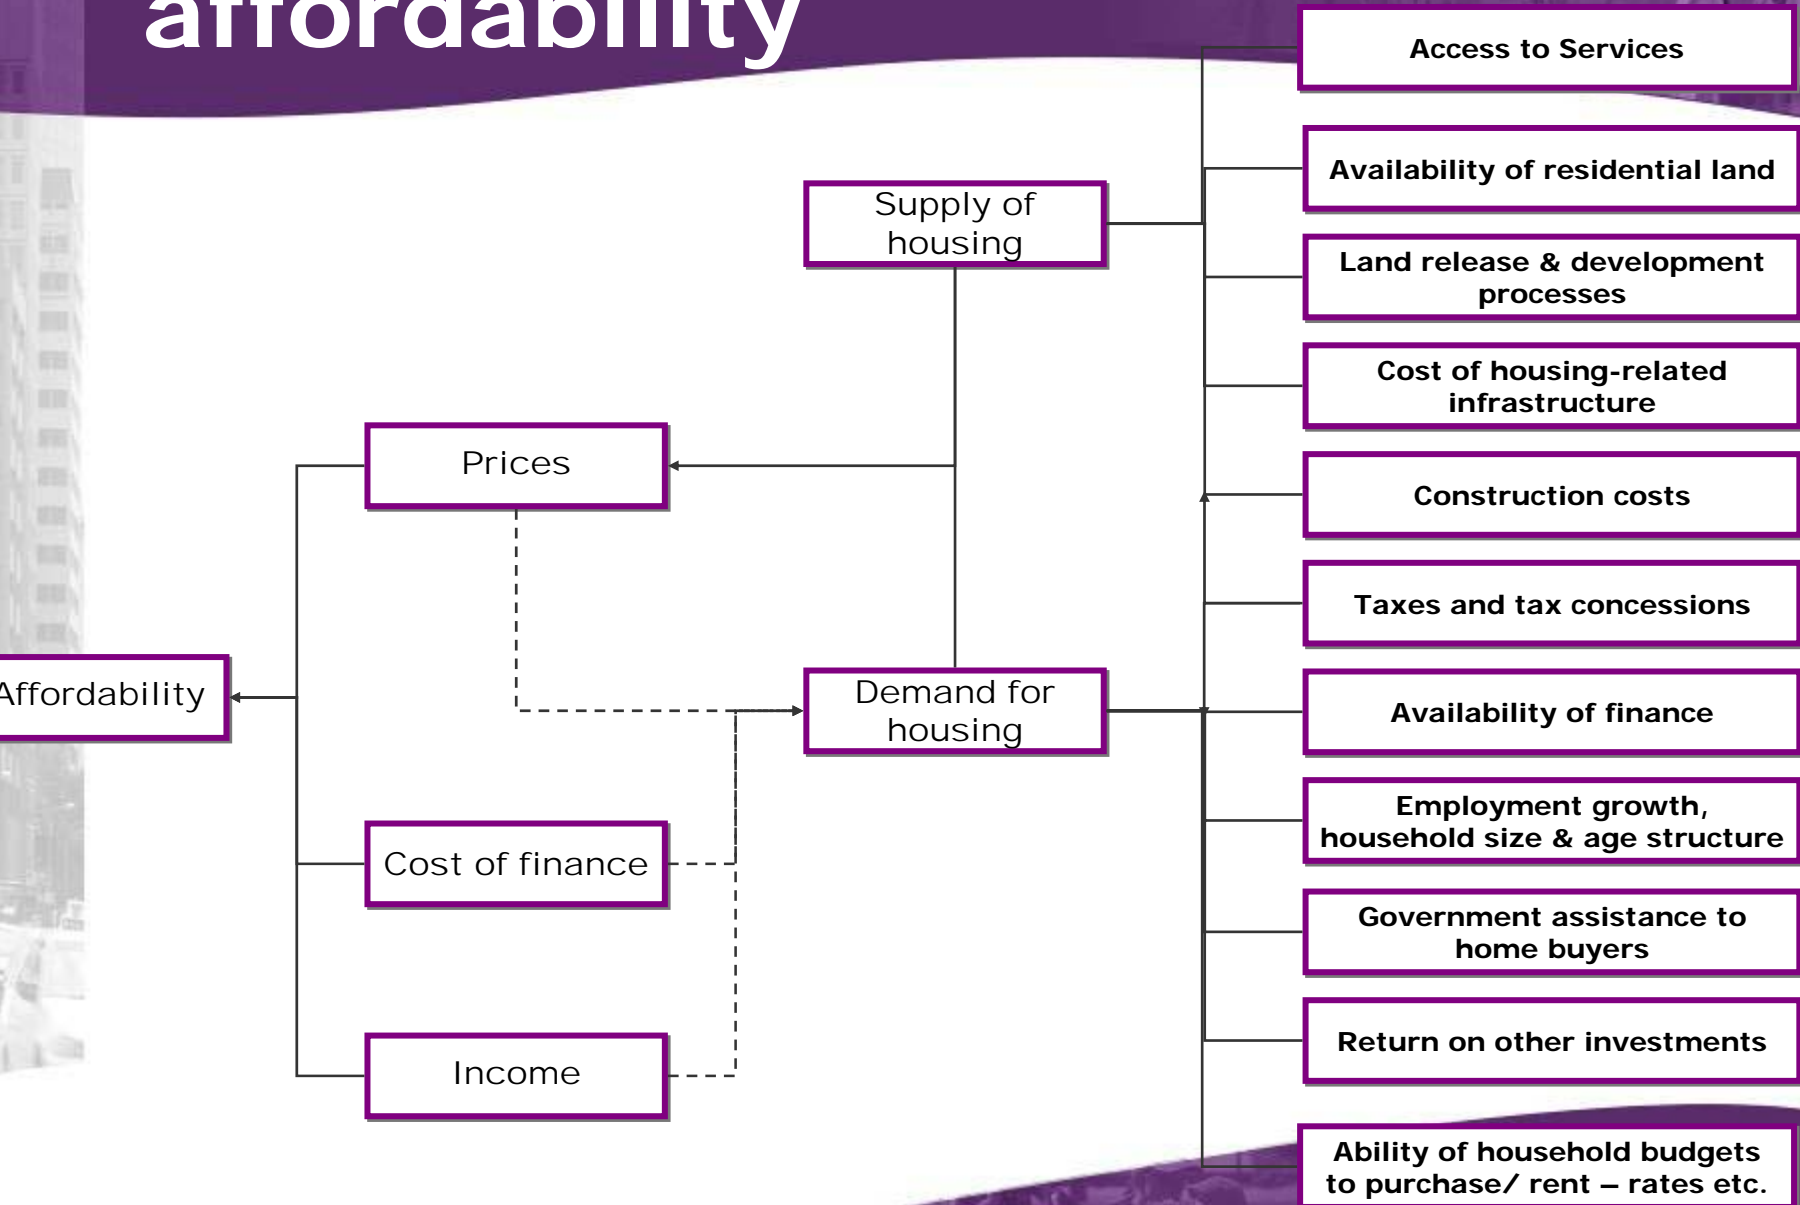 affordability
Access to Services
Availability of residential land
Supply of
housing
Land release & development
processes
Cost of housing-related
infrastructure
Prices
Construction costs
Taxes and tax concessions
Affordability
Demand for
housing
Availability of finance
Employment growth,
household size & age structure
Cost of finance
Government assistance to
home buyers
Return on other investments
Income
Ability of household budgets
to purchase/ rent – rates etc.